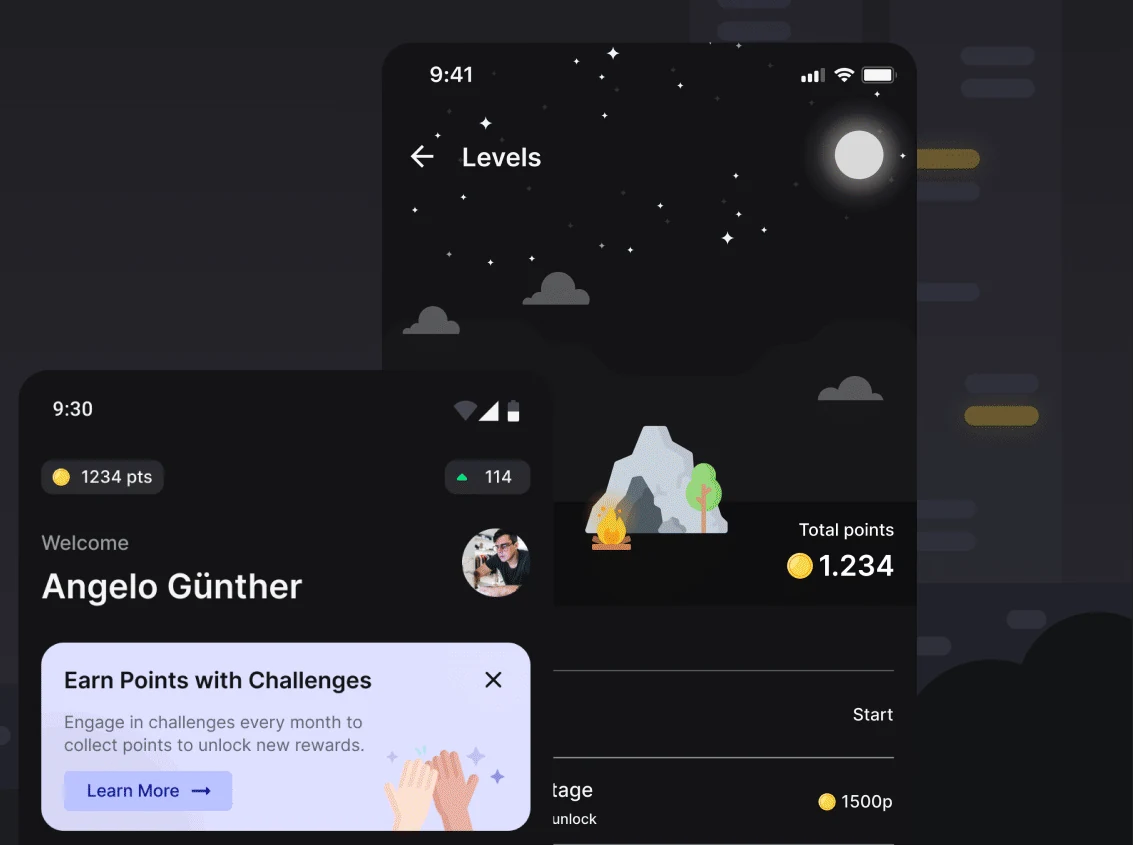 9:41
Levels
9:30
1234 pts
114
Welcome
Angelo Günther
Earn Points with Challenges
Engage in challenges every month to
collect points to unlock new rewards.
Learn More
Total points
1.234
Start
tage
unlock
1500p